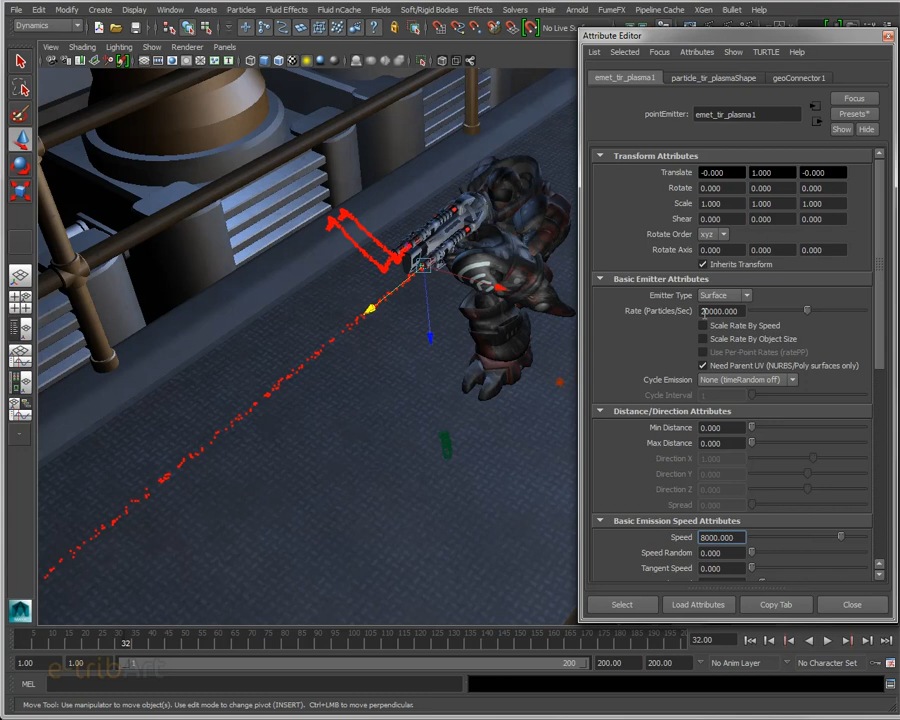 File Edit Modify Create Display Window Assets Particles Fluid Effects Fluid nCache Fields Soft/Rigid Bodies Effects Solvers nHair Arnold FumeFX Pipeline Cache XGen Bullet Help
Dynamics No Live Surf
View Shading Lighting Show Renderer Panels
Attribute Editor
List Selected Focus Attributes Show TURTLE Help
emet_tir_plasma1 particle_tir_plasmaShape geoConnector1
pointEmitter: emet_tir_plasma1
Focus
Presets*
Show Hide
Transform Attributes
Translate -0.000 1.000 -0.000
Rotate 0.000 0.000 0.000
Scale 1.000 1.000 1.000
Shear 0.000 0.000 0.000
Rotate Order xyz
Rotate Axis 0.000 0.000 0.000
Inherits Transform
Basic Emitter Attributes
Emitter Type Surface
Rate (Particles/Sec) 20000.000
Scale Rate By Speed
Scale Rate By Object Size
Use Per-Point Rates (ratePP)
Need Parent UV (NURBS/Poly surfaces only)
Cycle Emission None (timeRandom off)
Cycle Interval 1
Distance/Direction Attributes
Min Distance 0.000
Max Distance 0.000
Direction X 1.000
Direction Y 0.000
Direction Z 0.000
Spread 0.000
Basic Emission Speed Attributes
Speed 8000.000
Speed Random 0.000
Tangent Speed 0.000
Select Load Attributes Copy Tab Close
5 10 15 20 25 30 35 40 45 50 55 60 65 70 75 80 85 90 95 100 105 110 115 120 125 130 135 140 145 150 155 160 165 170 175 180 185 190 195
32 32.00
1.00 1.00 1 200 200.00 200.00 No Anim Layer No Character Set
e-tribArt
MEL
Move Tool: Use manipulator to move object(s). Use edit mode to change pivot (INSERT). Ctrl+LMB to move perpendicular.